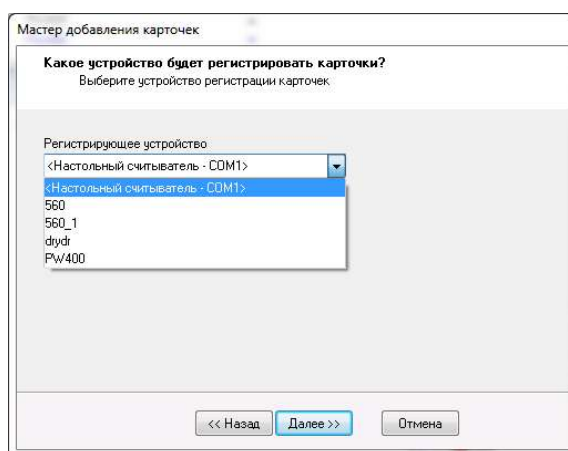 Мастер добавления карточек
Какое устройство будет регистрировать карточки?
Выберите устройство регистрации карточек
Регистрирующее устройство
<Настольный считыватель - COM1>
<Настольный считыватель - COM1>
560
560_1
drydr
PW400
<< Назад
Далее >>
Отмена